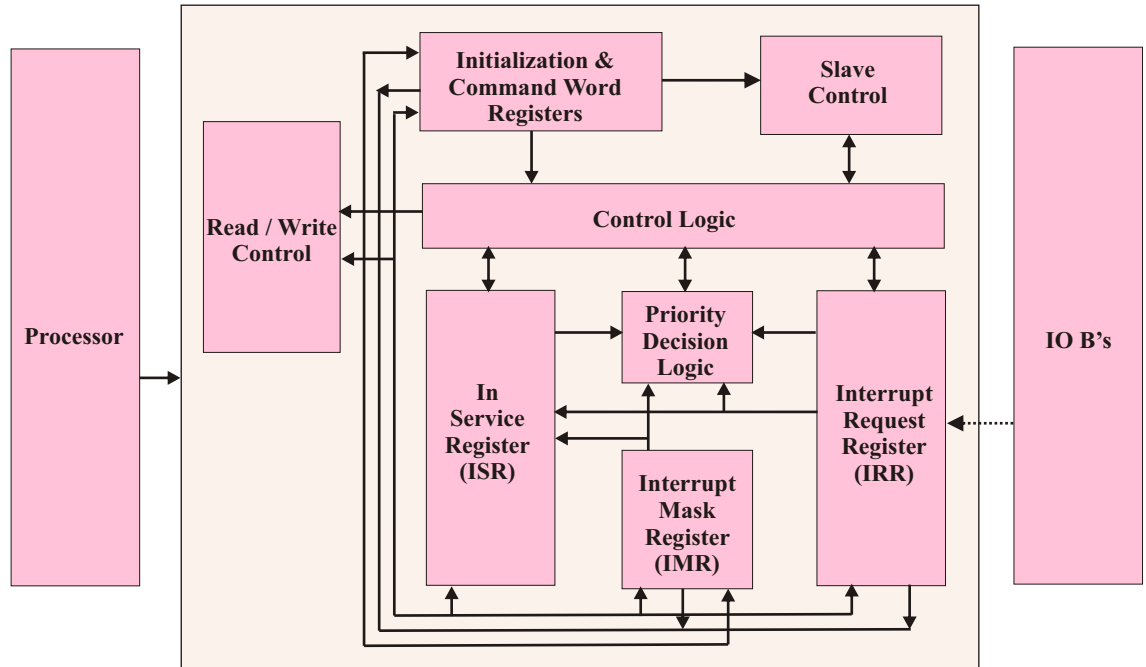 Initialization &
Command Word
Registers
Slave
Control
Read / Write
Control
Control Logic
Processor
Priority
Decision
Logic
IO B's
In
Service
Register
(ISR)
Interrupt
Request
Register
(IRR)
Interrupt
Mask
Register
(IMR)